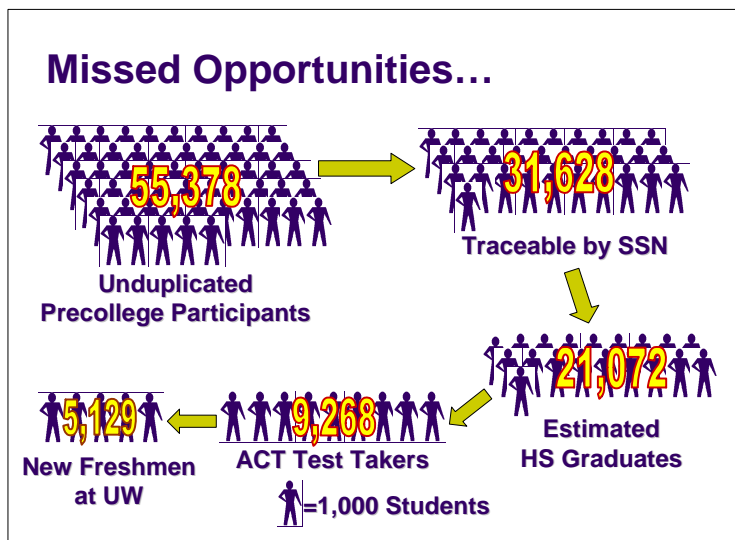 Missed Opportunities…
55,378
31,628
Traceable by SSN
Unduplicated
Precollege Participants
21,072
5,129
9,268
Estimated
HS Graduates
ACT Test Takers
New Freshmen
at UW
=1,000 Students